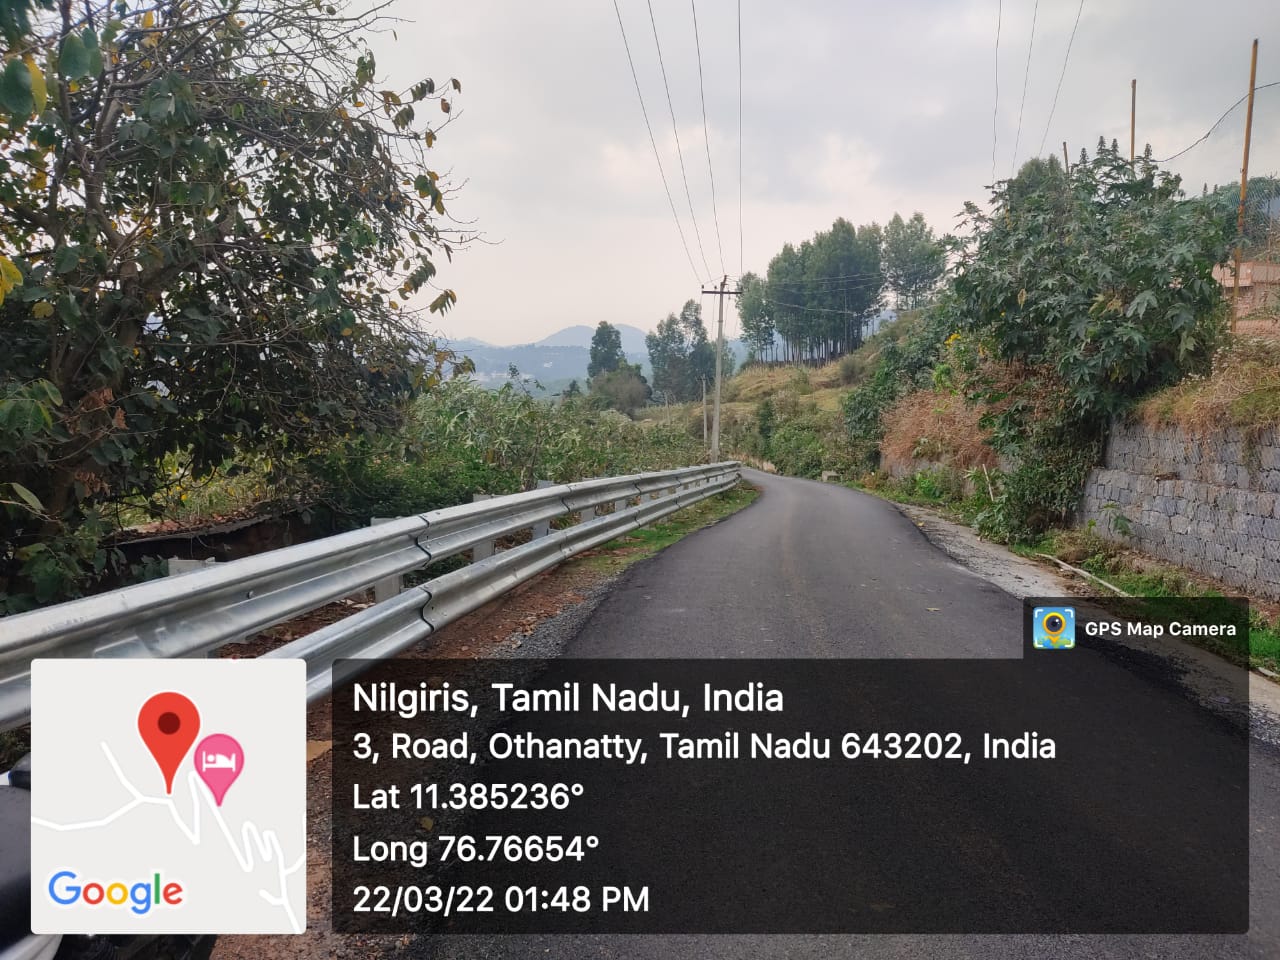 GPS Map Camera
Nilgiris, Tamil Nadu, India
3, Road, Othanatty, Tamil Nadu 643202, India
Lat 11.385236°
Long 76.76654°
22/03/22 01:48 PM
Google